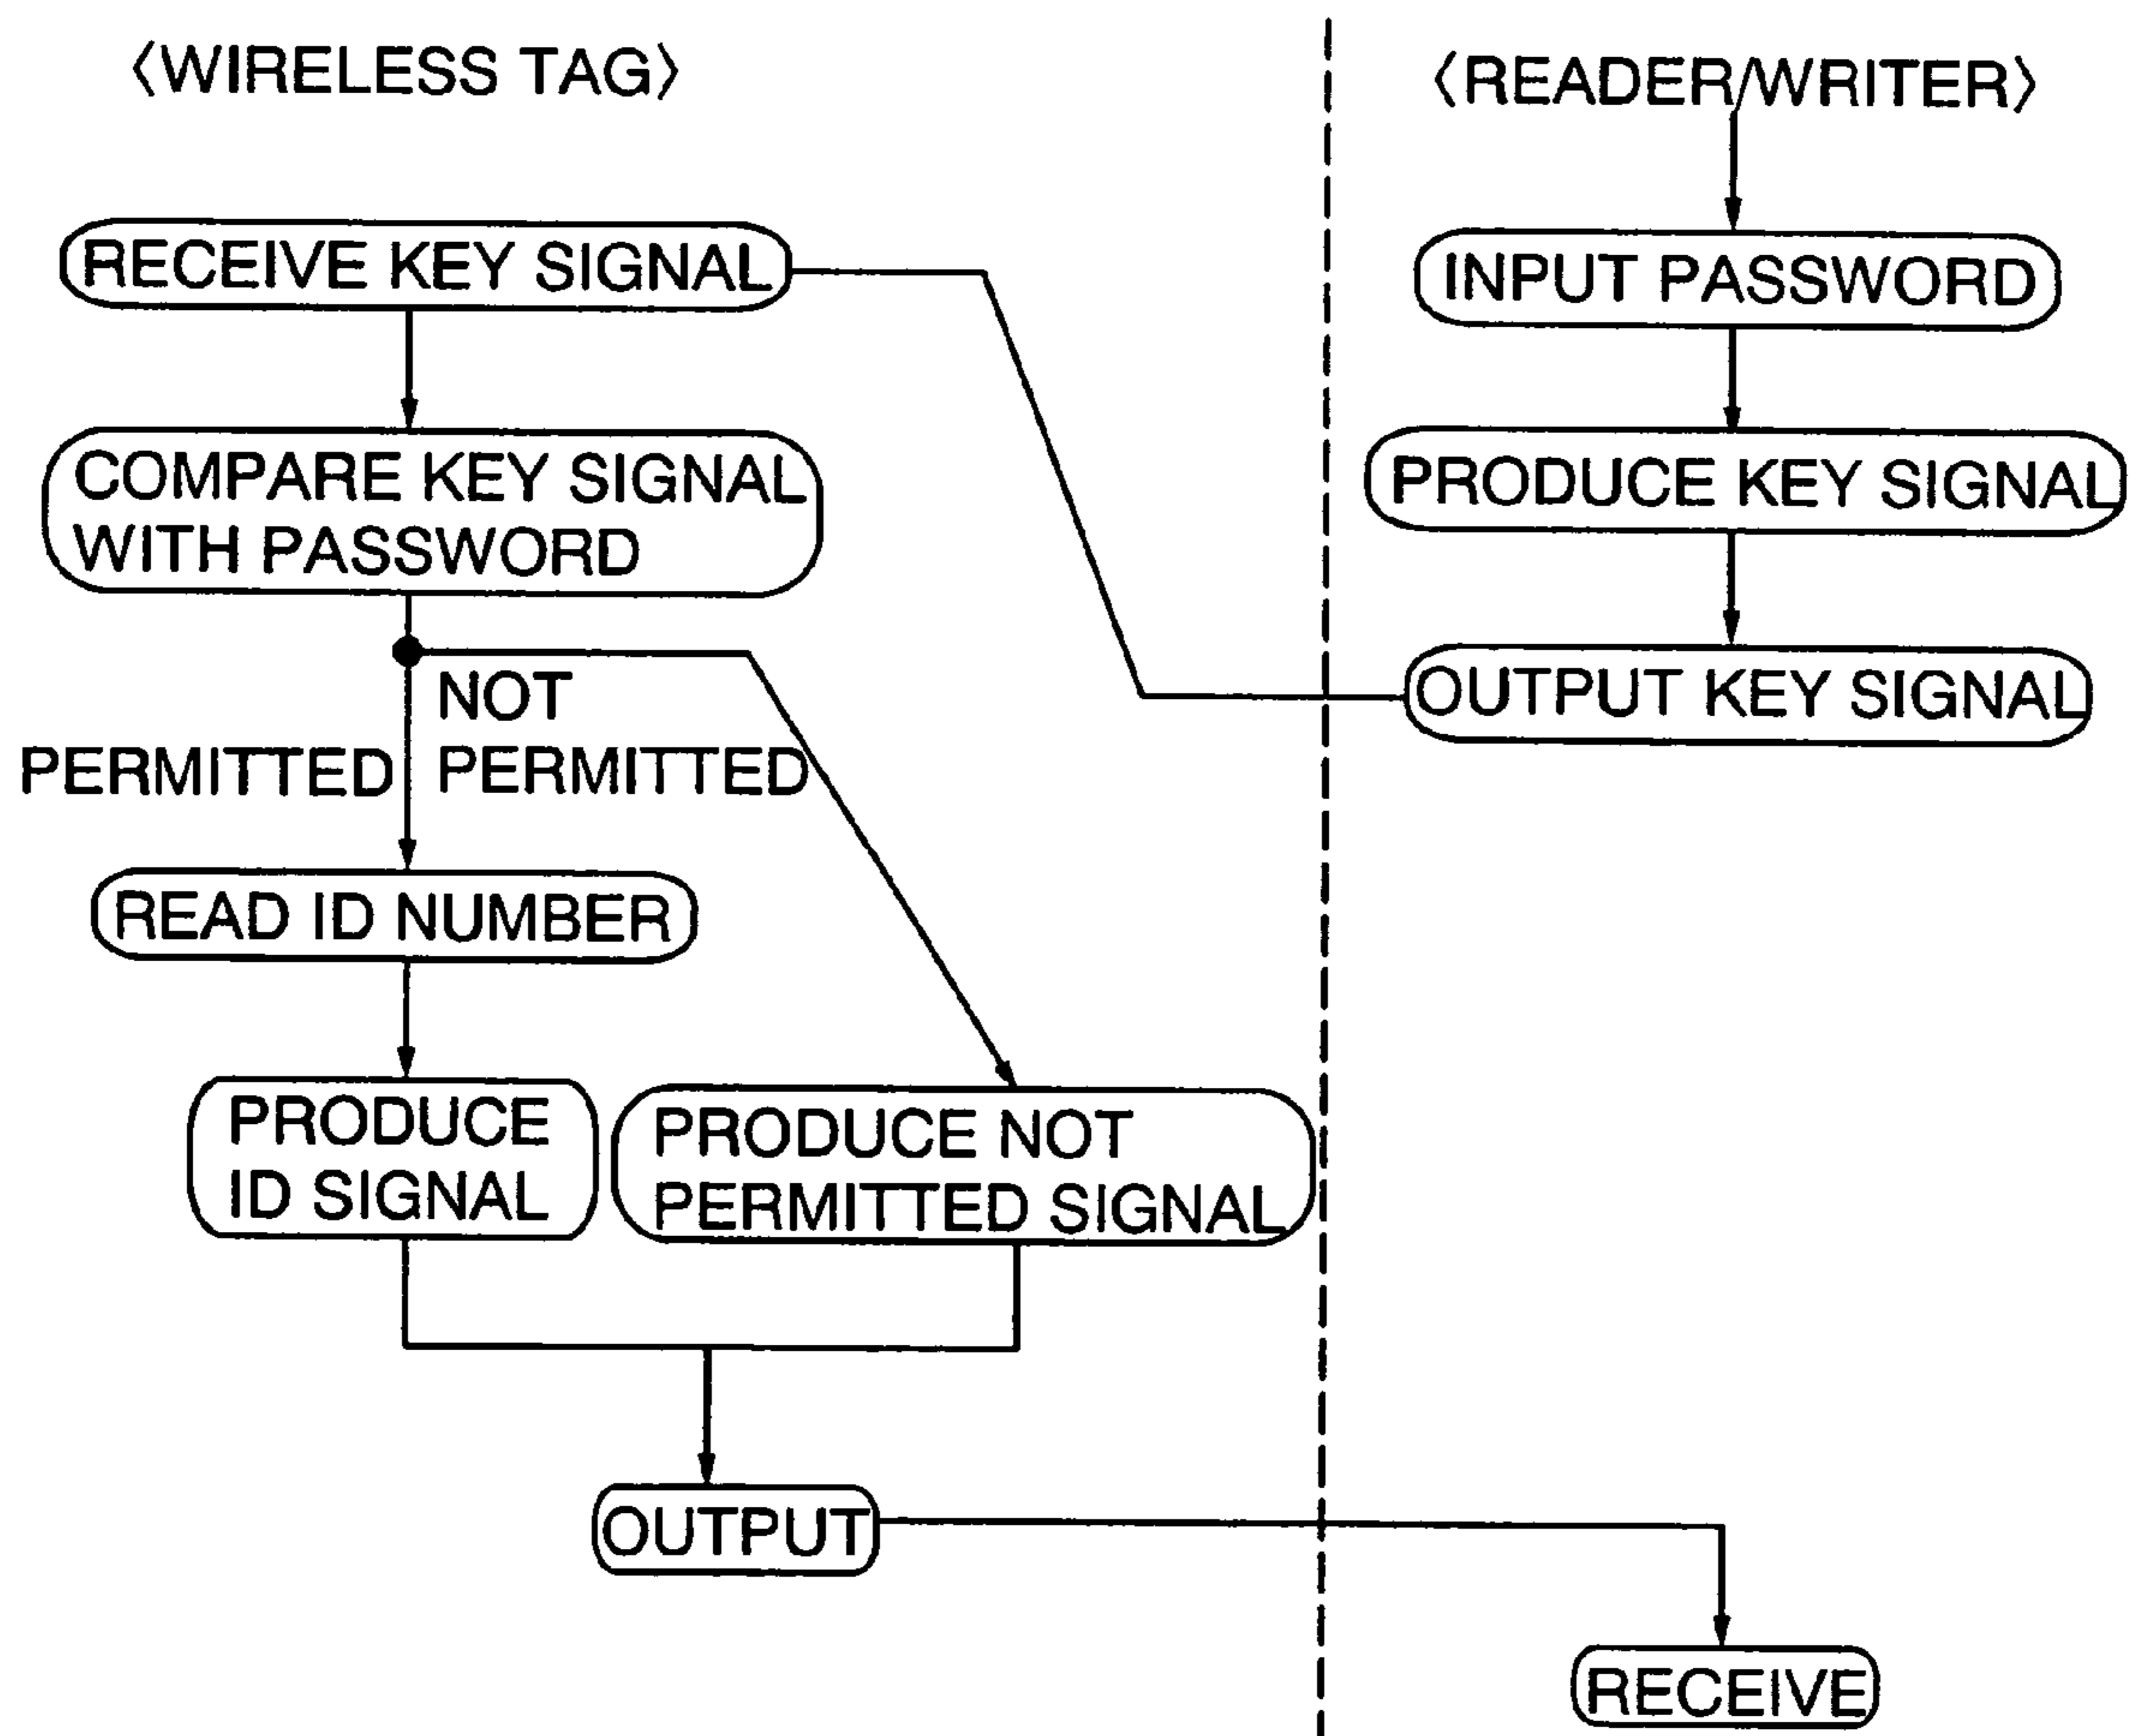 〈WIRELESS TAG〉
RECEIVE KEY SIGNAL
COMPARE KEY SIGNAL
WITH PASSWORD
NOT
PERMITTED
PERMITTED
READ ID NUMBER
PRODUCE
ID SIGNAL
PRODUCE NOT
PERMITTED SIGNAL
OUTPUT
〈READER/WRITER〉
INPUT PASSWORD
PRODUCE KEY SIGNAL
OUTPUT KEY SIGNAL
RECEIVE